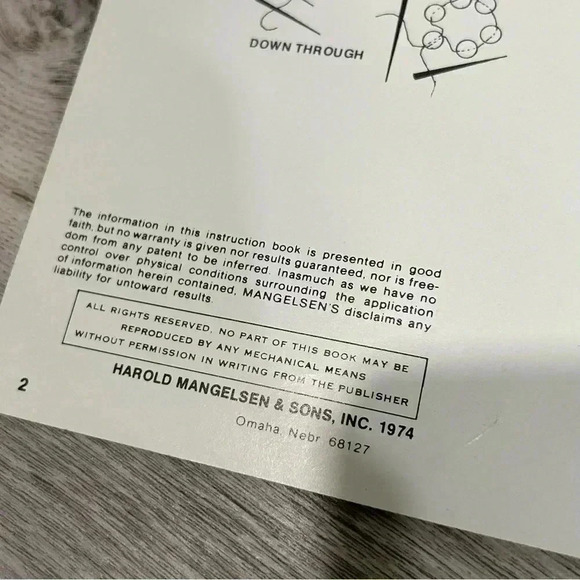 DOWN THROUGH
The information in this instruction book is presented in good
faith, but no warranty is given nor results guaranteed, nor is free-
dom from any patent to be inferred. Inasmuch as we have no
control over physical conditions surrounding the application
of information herein contained, MANGELSEN'S disclaims any
liability for untoward results.
ALL RIGHTS RESERVED, NO PART OF THIS BOOK MAY BE
REPRODUCED BY ANY MECHANICAL MEANS
WITHOUT PERMISSION IN WRITING FROM THE PUBLISHER
HAROLD MANGELSEN & SONS, INC. 1974
Omaha, Nebr 68127
2